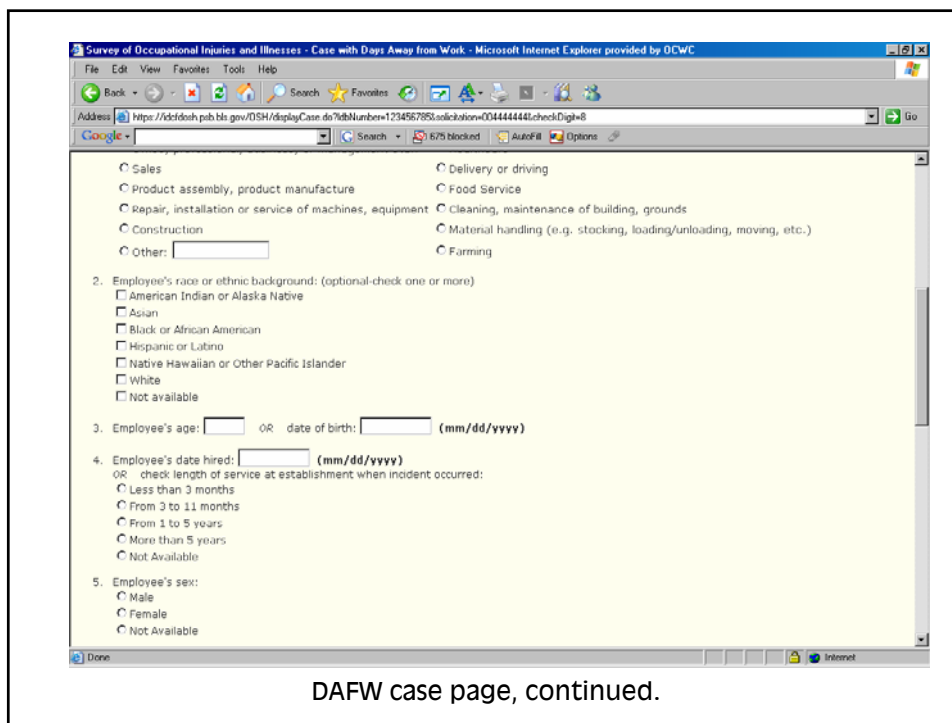 Survey of Occupational Injuries and Illnesses - Case with Days Away from Work - Microsoft Internet Explorer provided by OCWC
File Edit View Favorites Tools Help
Back Search Favorites
Address https://idcfdosh.psb.bls.gov/OSH/displayCase.do?idbNumber=123456785&solicitation=004444444&checkDigit=8 Go
Google Search 675 blocked AutoFill Options
Sales Delivery or driving
Product assembly, product manufacture Food Service
Repair, installation or service of machines, equipment Cleaning, maintenance of building, grounds
Construction Material handling (e.g. stocking, loading/unloading, moving, etc.)
Other: Farming
2. Employee's race or ethnic background: (optional-check one or more)
American Indian or Alaska Native
Asian
Black or African American
Hispanic or Latino
Native Hawaiian or Other Pacific Islander
White
Not available
3. Employee's age: OR date of birth: (mm/dd/yyyy)
4. Employee's date hired: (mm/dd/yyyy)
OR check length of service at establishment when incident occurred:
Less than 3 months
From 3 to 11 months
From 1 to 5 years
More than 5 years
Not Available
5. Employee's sex:
Male
Female
Not Available
Done Internet
DAFW case page, continued.